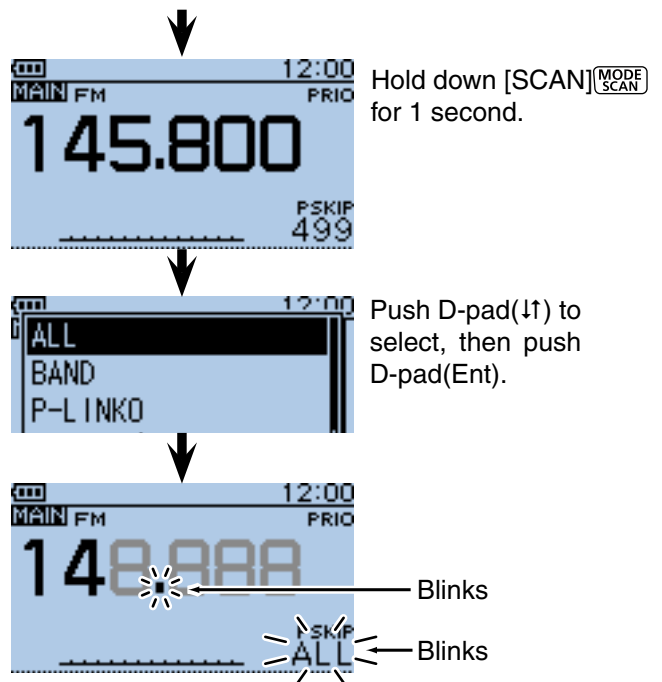 12:00
MAIN FM PRIO
145.800
PSKIP
499
Hold down [SCAN] MODE SCAN
for 1 second.
12:00
ALL
BAND
P-LINK0
Push D-pad(↓↑) to
select, then push
D-pad(Ent).
12:00
MAIN FM PRIO
148.888
Blinks
PSKIP
ALL
Blinks